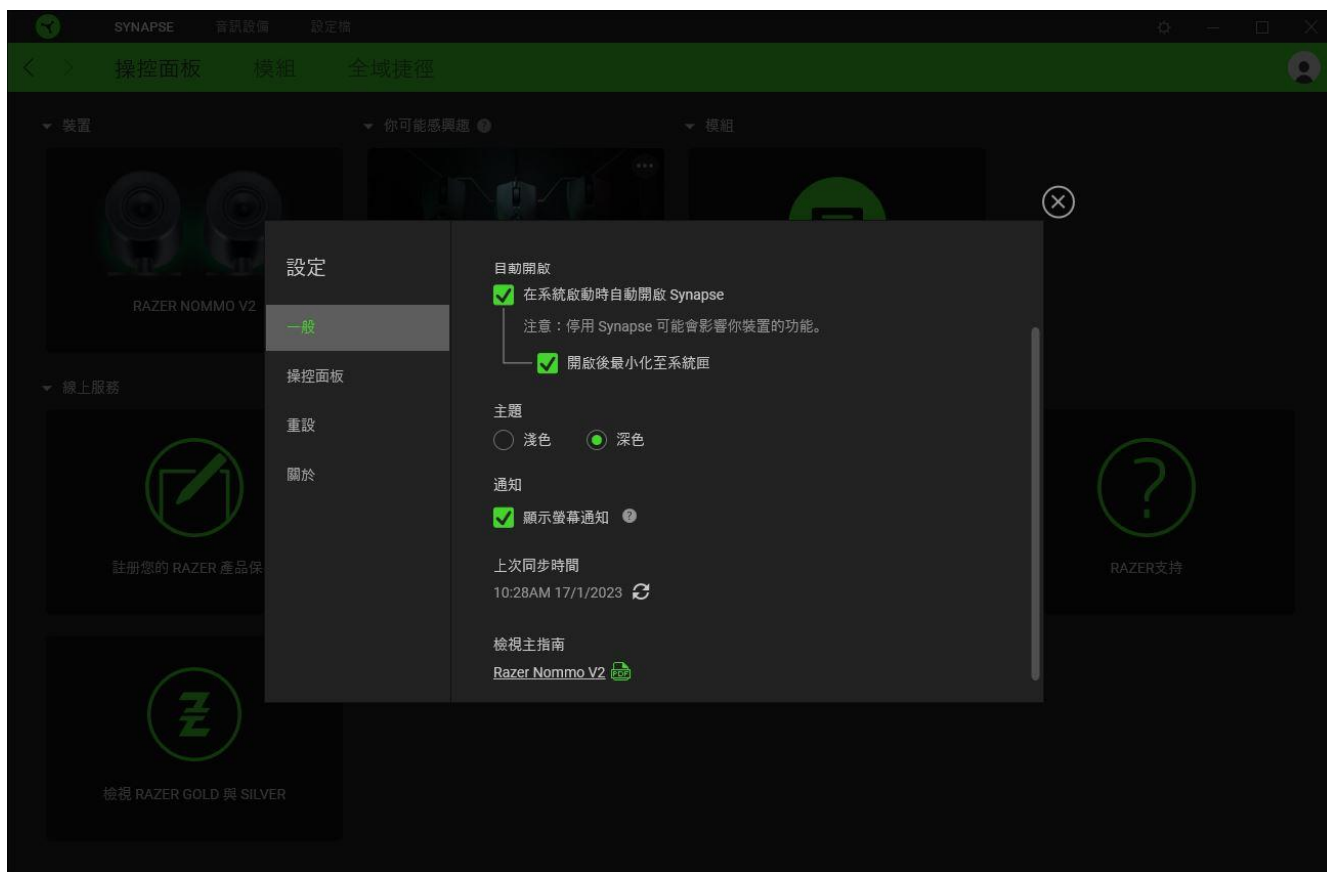 SYNAPSE 音訊設備 設定檔
操控面板 模組 全域捷徑
裝置
你可能感興趣
模組
RAZER NOMMO V2
線上服務
註冊您的 RAZER 產品保
RAZER支持
檢視 RAZER GOLD 與 SILVER
設定
一般
操控面板
重設
關於
自動開啟
在系統啟動時自動開啟 Synapse
注意：停用 Synapse 可能會影響你裝置的功能。
開啟後最小化至系統匣
主題
淺色 深色
通知
顯示螢幕通知
上次同步時間
10:28AM 17/1/2023
檢視主指南
Razer Nommo V2 PDF